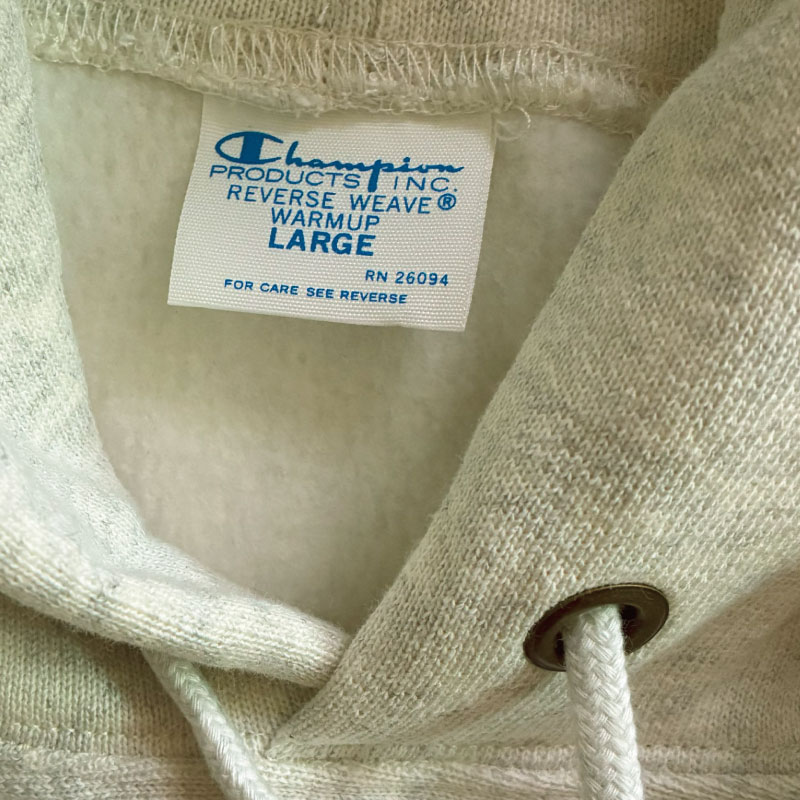 Champion
PRODUCTS INC.
REVERSE WEAVE®
WARMUP
LARGE
RN 26094
FOR CARE SEE REVERSE